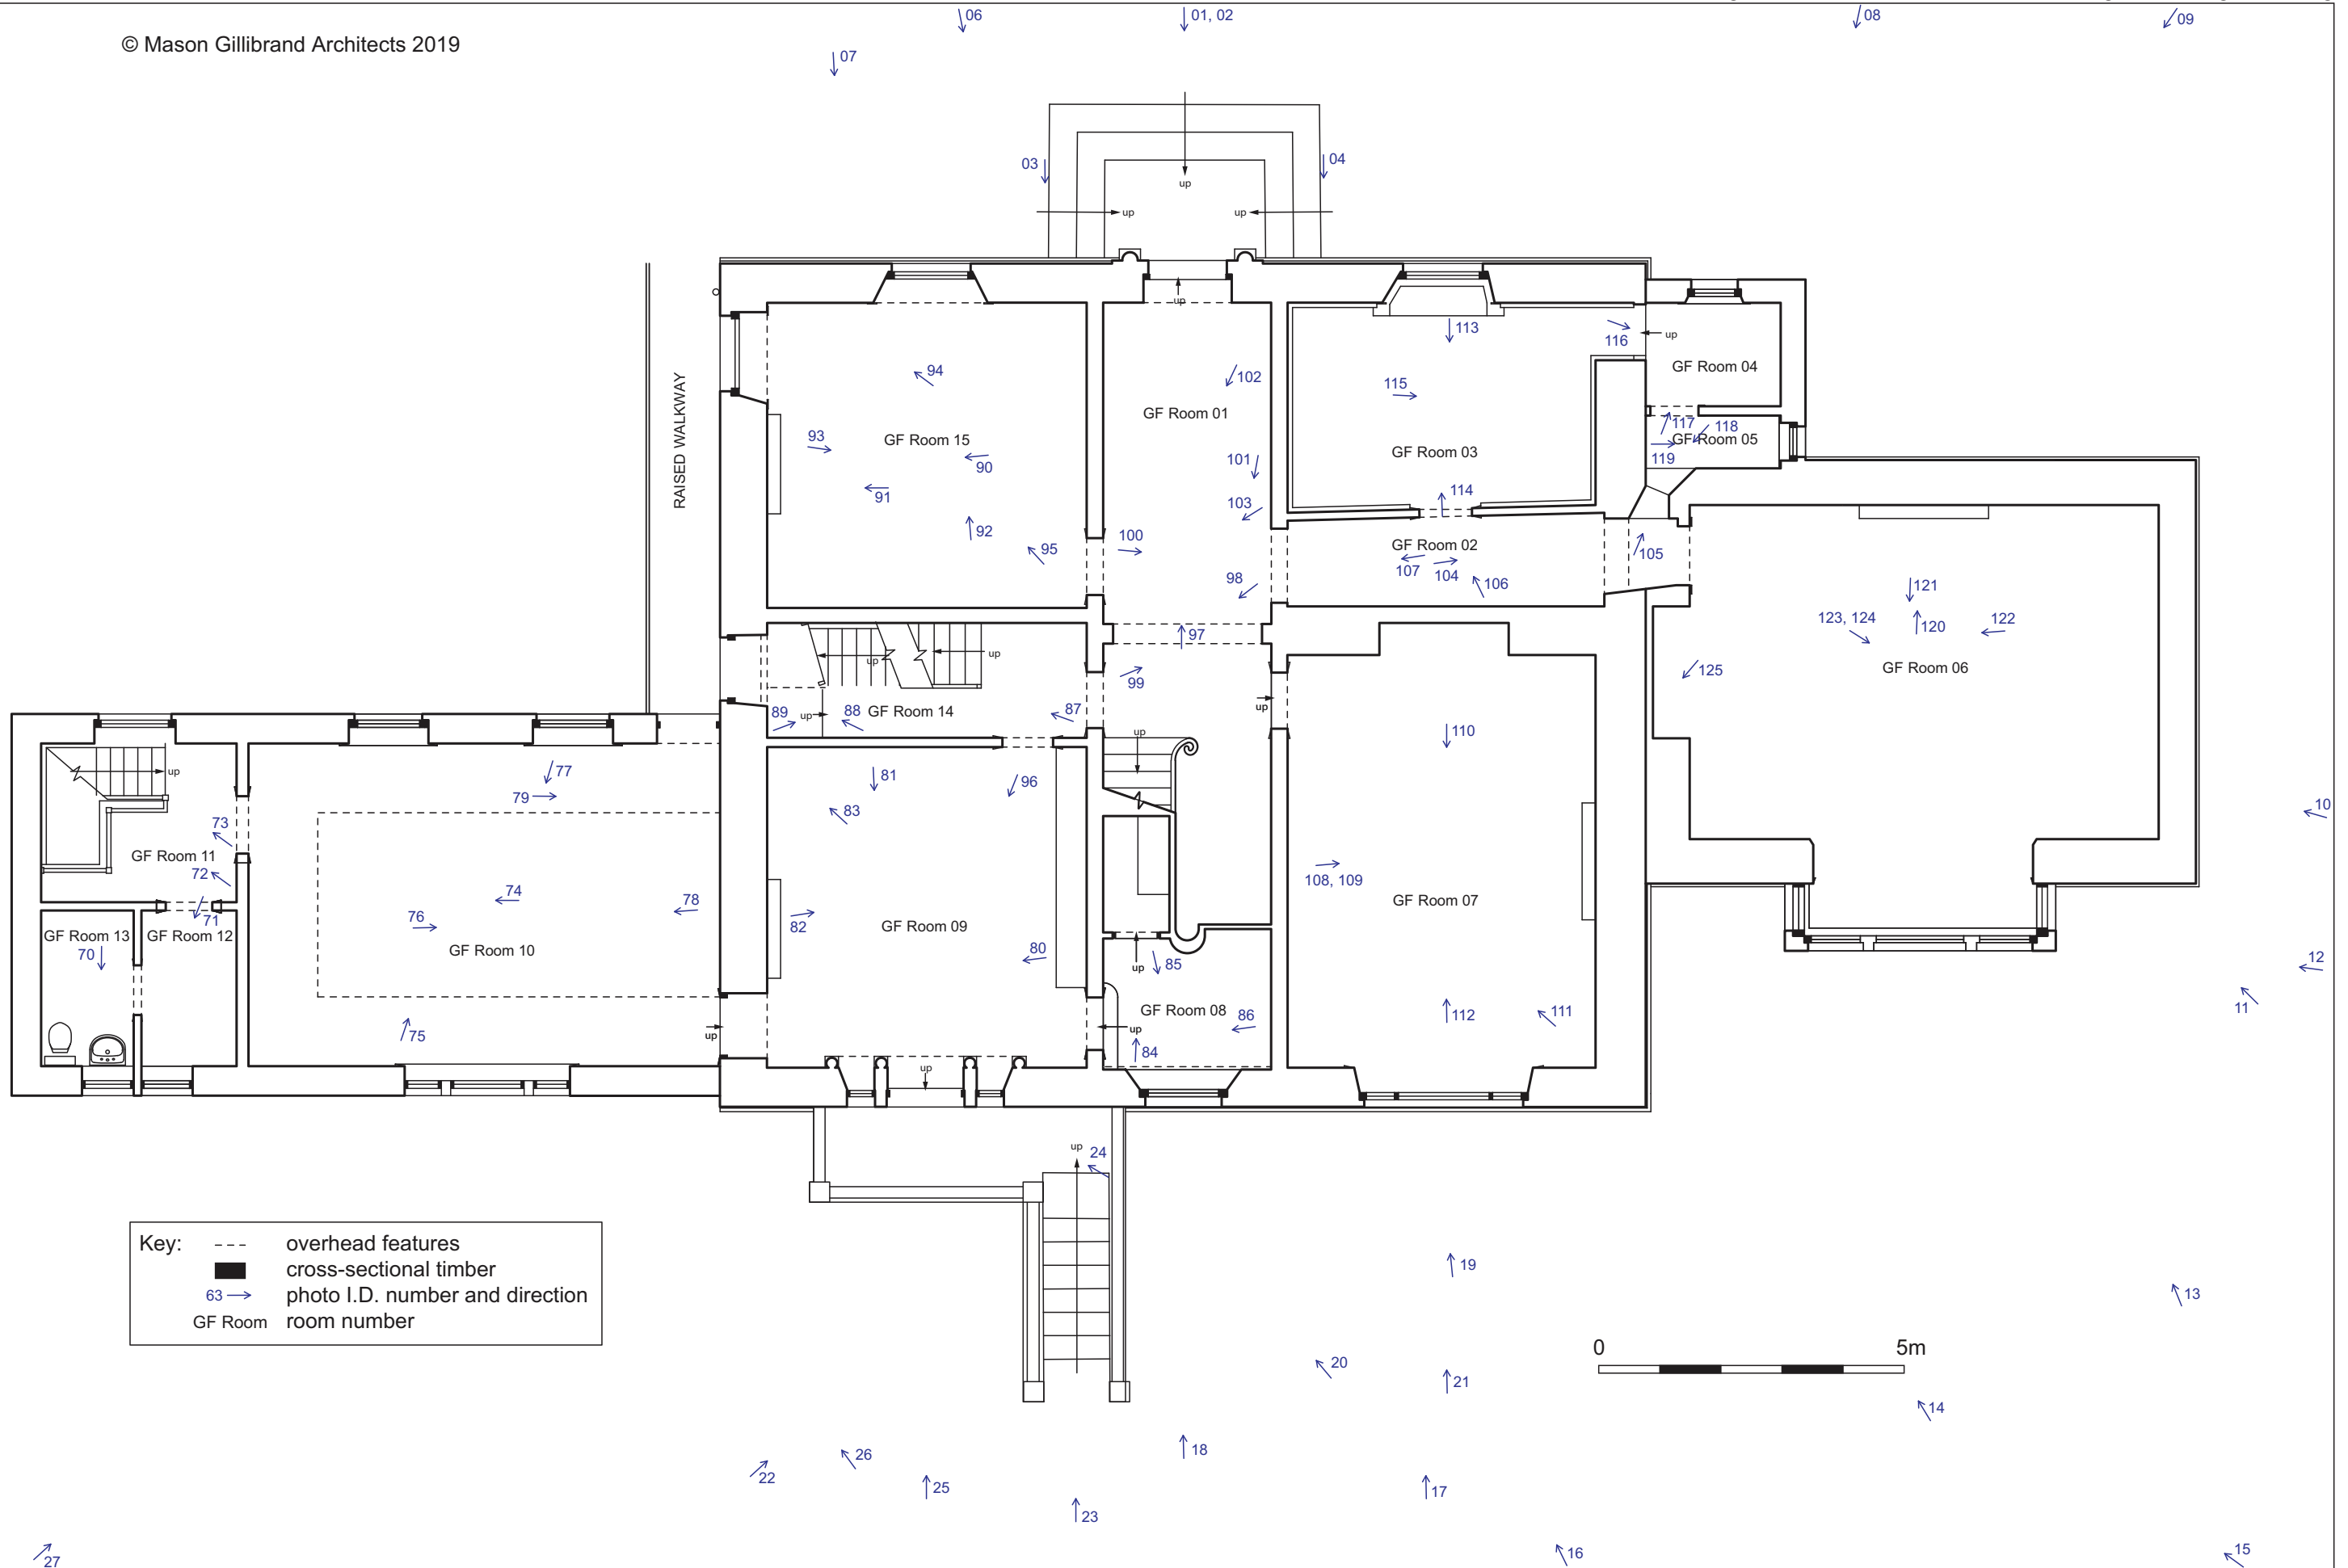 06
01, 02
08
09
© Mason Gillibrand Architects 2019
07
03
04
up
up
up
up
RAISED WALKWAY
113
116
up
GF Room 04
94
102
115
GF Room 01
93
GF Room 15
90
91
101
GF Room 03
117
118
GF Room 05
119
114
103
92
95
100
GF Room 02
107
104
106
105
98
121
123, 124
120
122
GF Room 06
125
97
up
up
99
up
89
up
88
GF Room 14
87
110
up
up
77
79
81
83
96
73
GF Room 11
72
71
74
78
76
GF Room 10
82
GF Room 09
80
108, 109
GF Room 07
GF Room 13
GF Room 12
70
up
85
GF Room 08
86
84
up
112
111
75
up
up
10
12
11
up
24
Key:
overhead features
cross-sectional timber
63
photo I.D. number and direction
GF Room
room number
19
13
0
5m
20
21
14
26
22
25
18
23
17
27
16
15